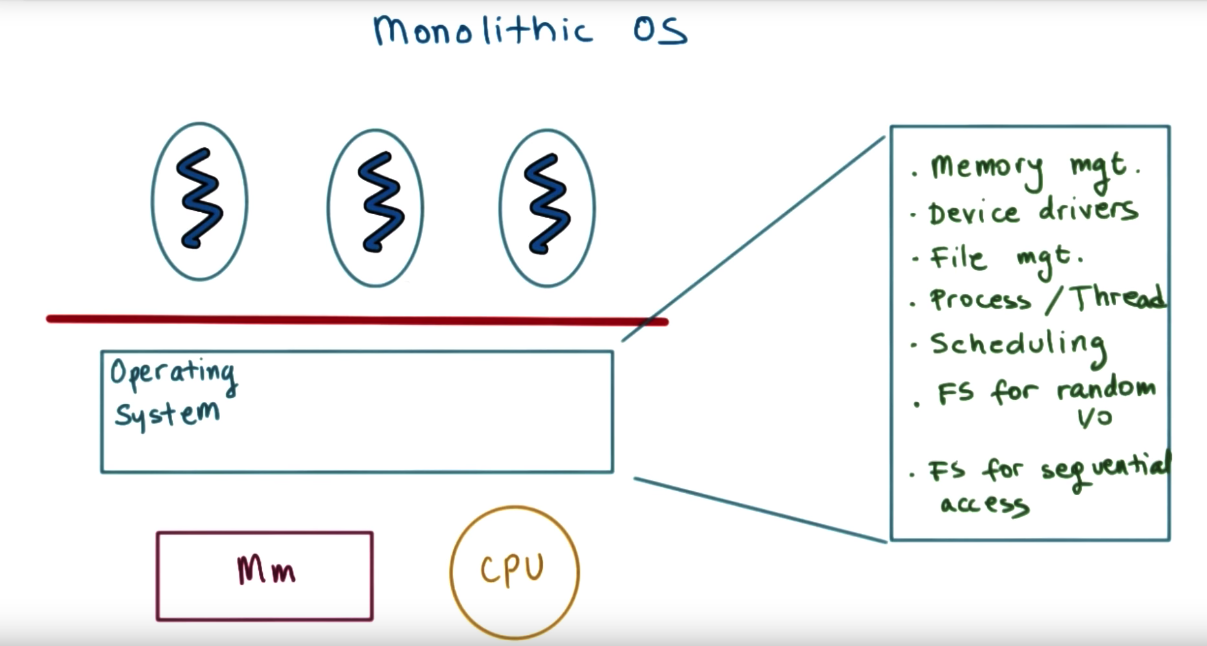 Monolithic OS
Operating
System
Mm
CPU
. Memory mgt.
. Device drivers
. File mgt.
. Process / Thread
. Scheduling
. FS for random
I/O
. FS for sequential
access